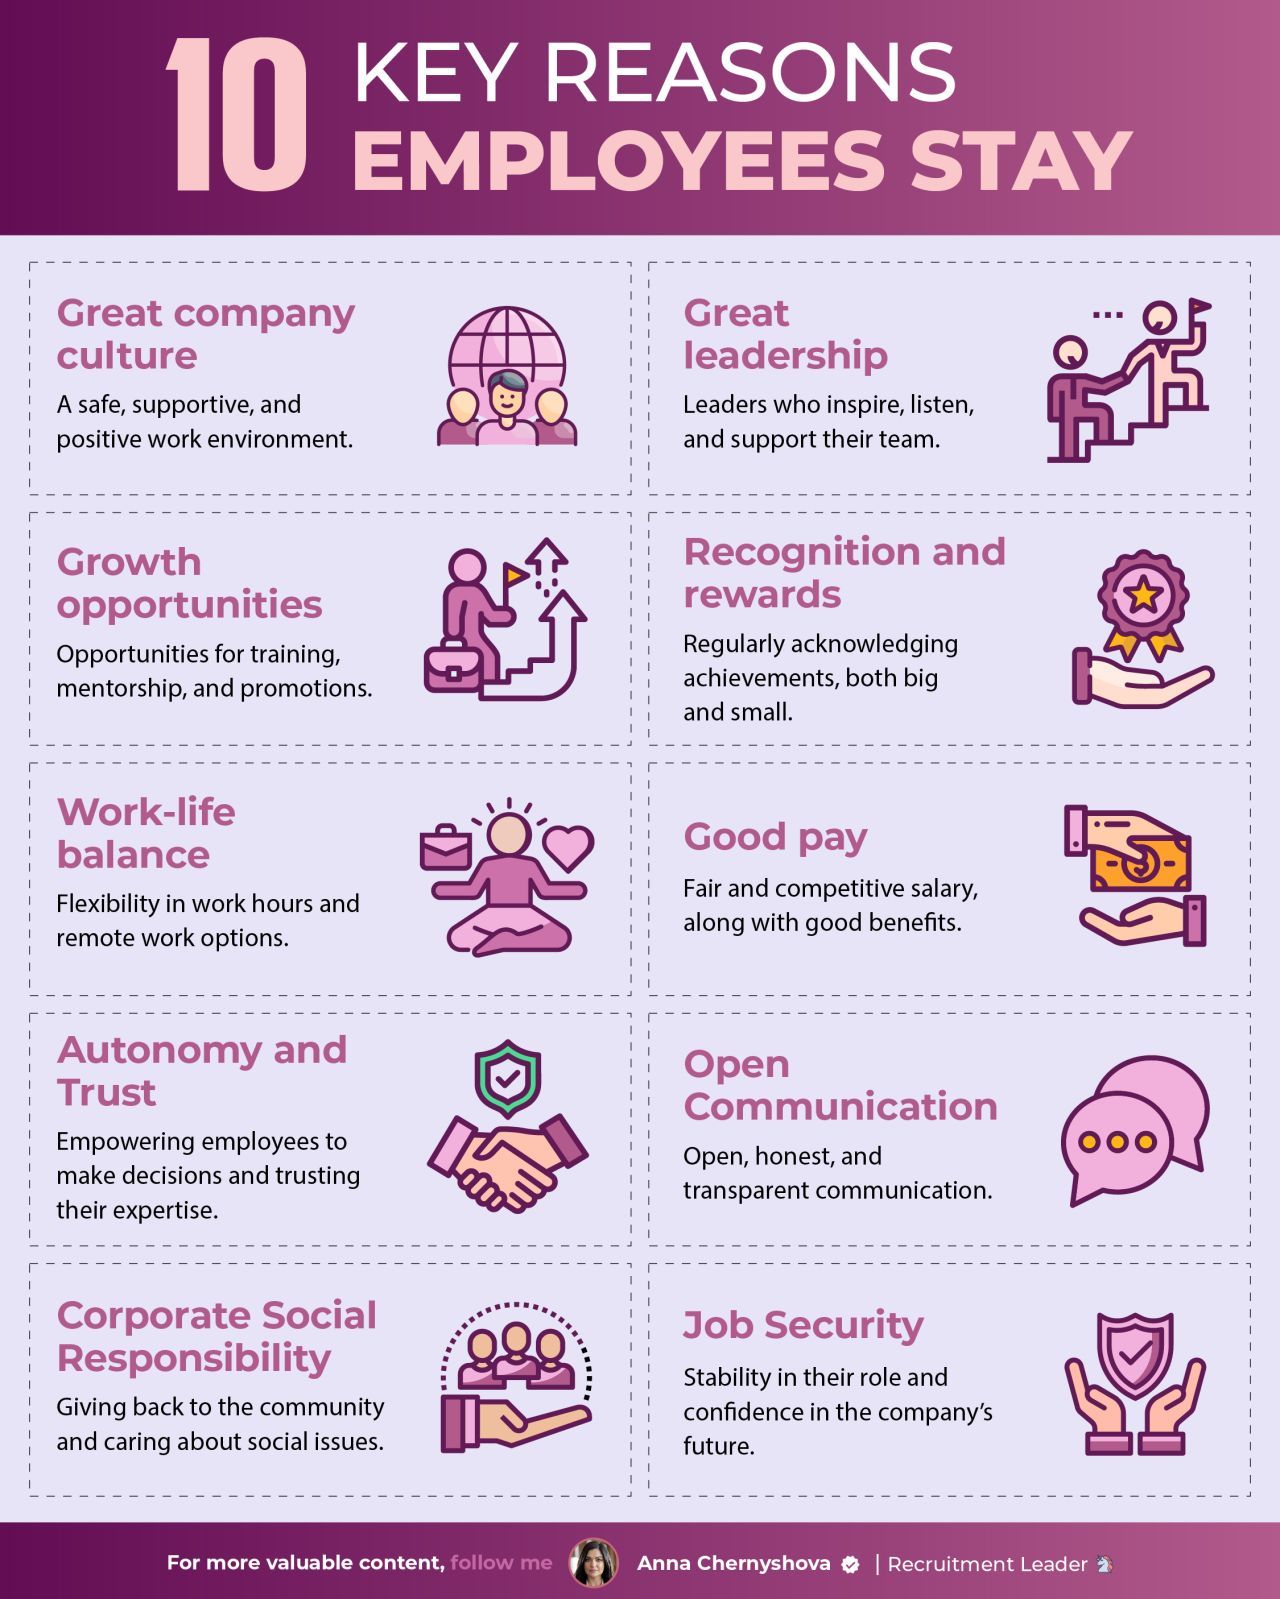 10
KEY REASONS
EMPLOYEES STAY
Great company
culture
A safe, supportive, and
positive work environment.
Great
leadership
Leaders who inspire, listen,
and support their team.
Growth
opportunities
Opportunities for training,
mentorship, and promotions.
Recognition and
rewards
Regularly acknowledging
achievements, both big
and small.
Work-life
balance
Flexibility in work hours and
remote work options.
Good pay
Fair and competitive salary,
along with good benefits.
Autonomy and
Trust
Empowering employees to
make decisions and trusting
their expertise.
Open
Communication
Open, honest, and
transparent communication.
Corporate Social
Responsibility
Giving back to the community
and caring about social issues.
Job Security
Stability in their role and
confidence in the company’s
future.
For more valuable content, follow me Anna Chernyshova | Recruitment Leader